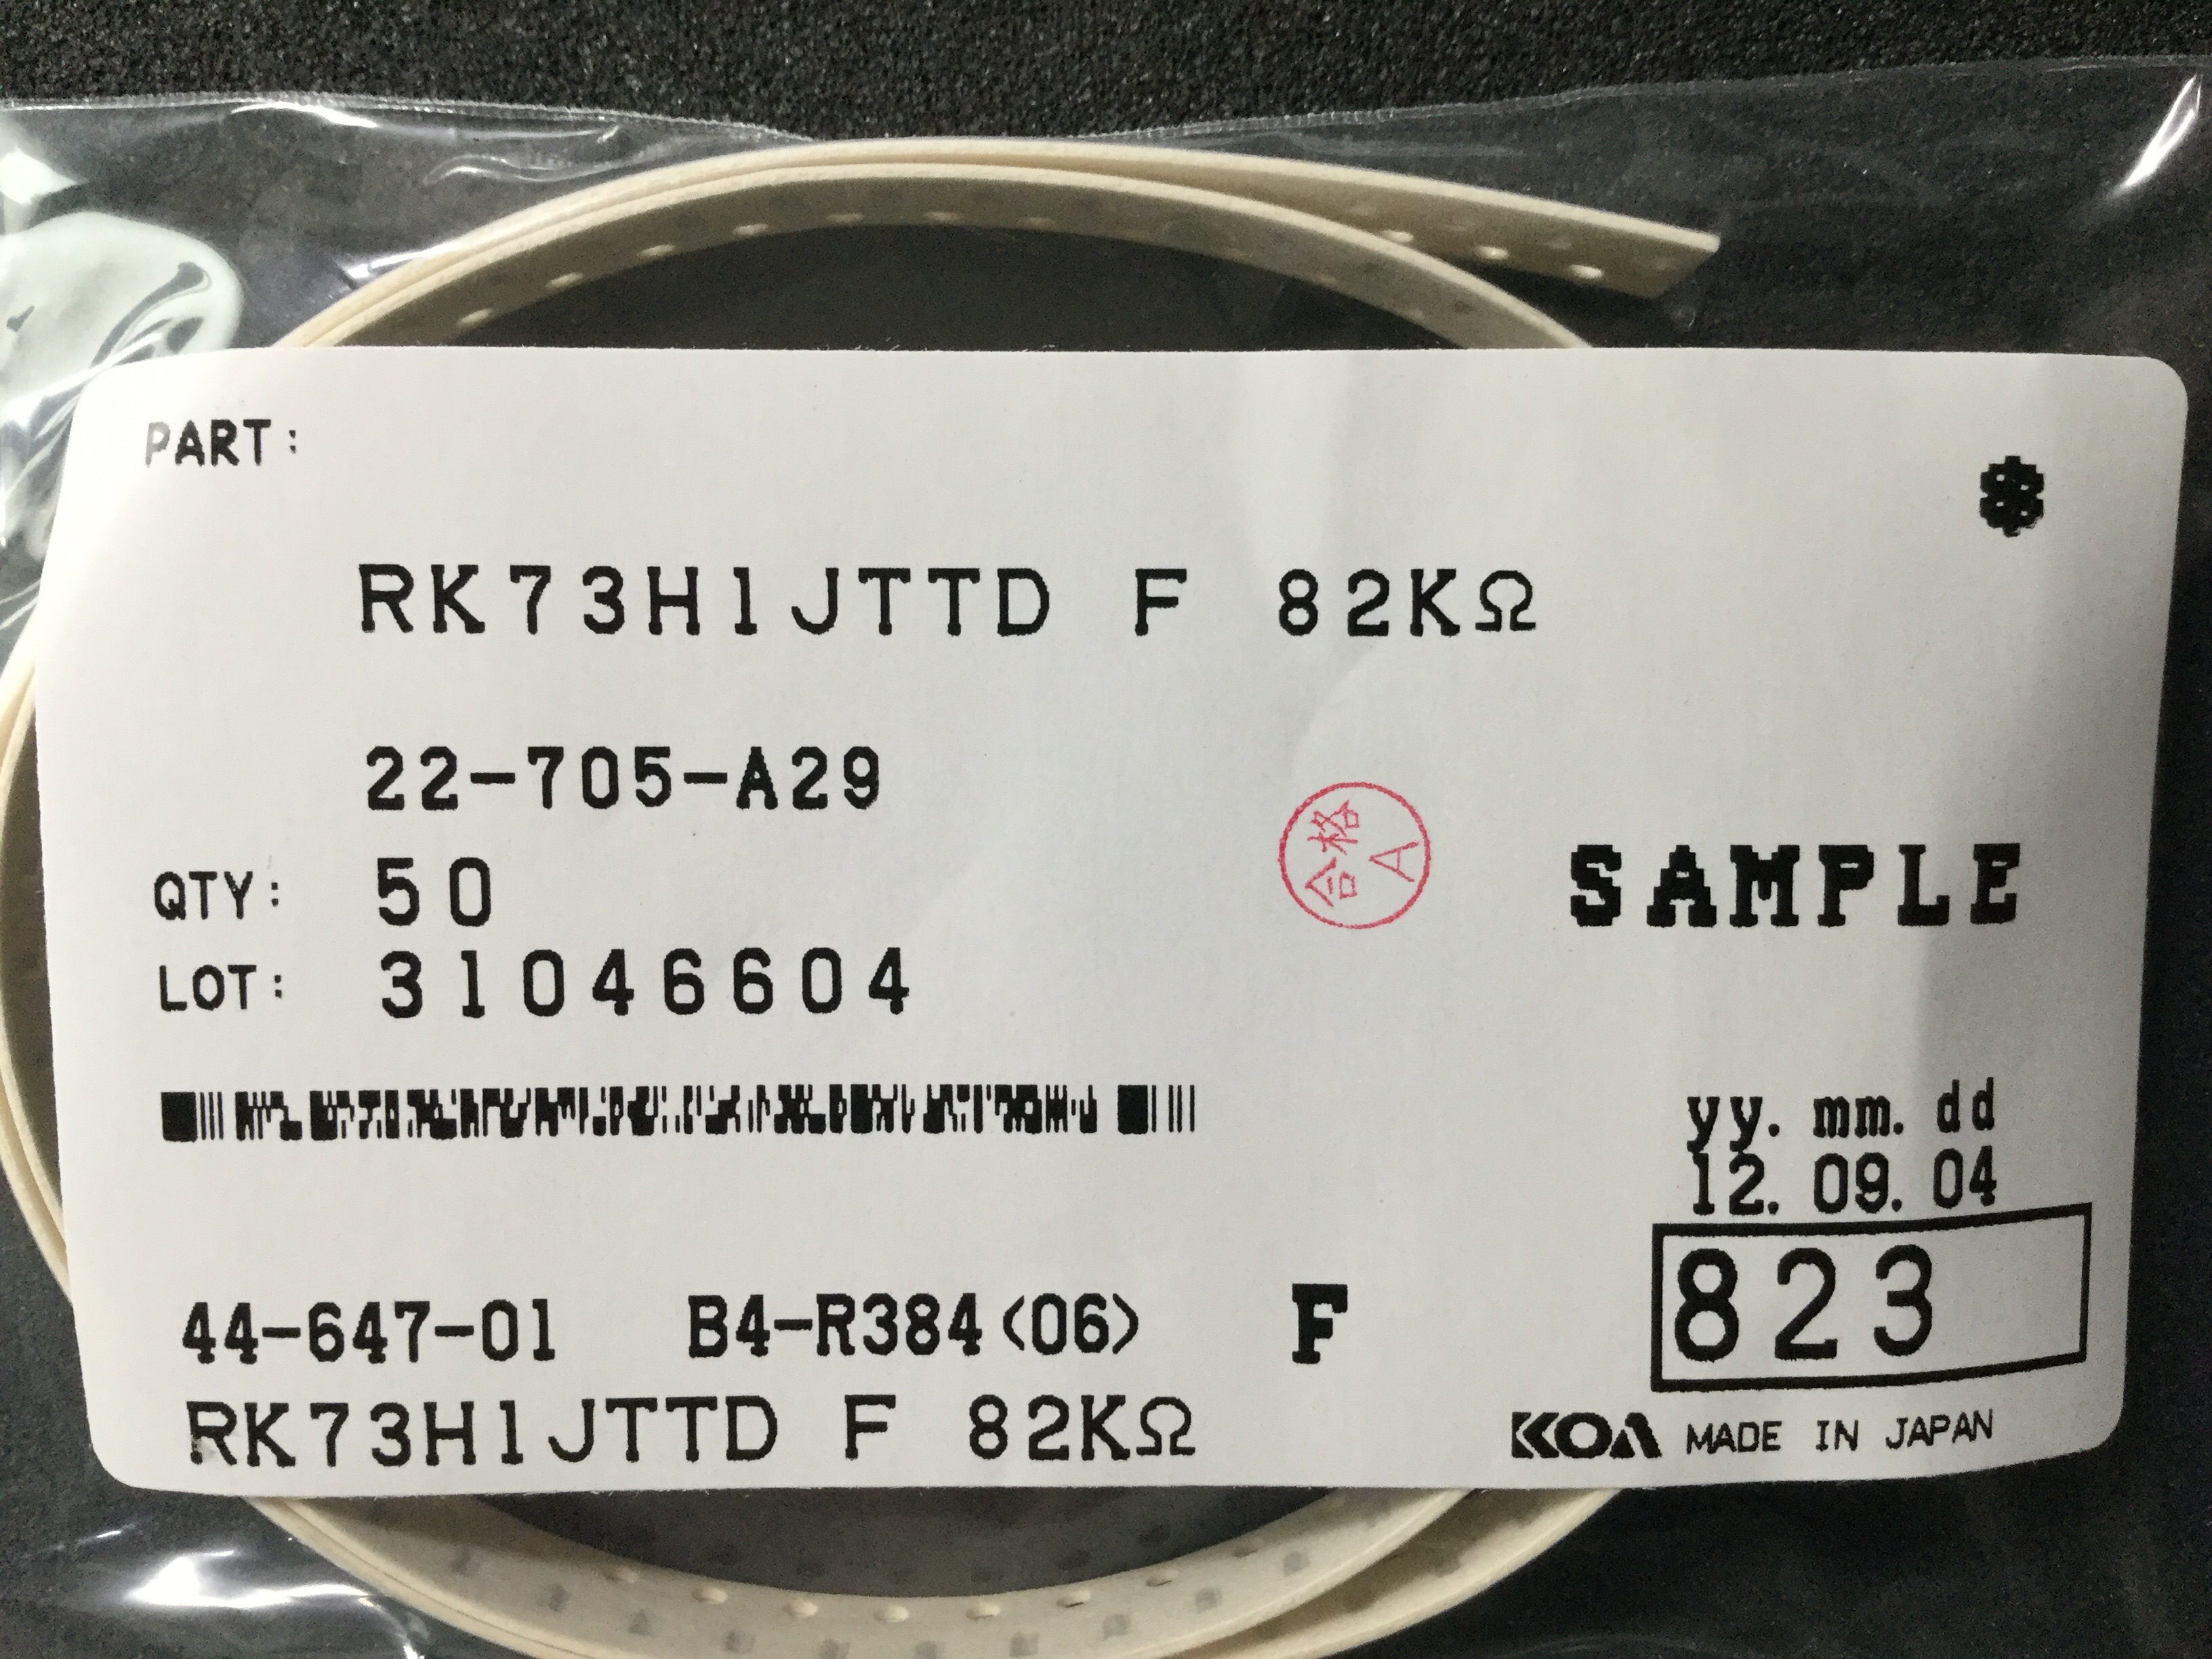 PART:
*
RK73H1JTTD F 82KΩ
22-705-A29
合格
A
QTY: 50
SAMPLE
LOT: 31046604
yy. mm. dd
12. 09. 04
823
44-647-01 B4-R384<06> F
RK73H1JTTD F 82KΩ
KOA MADE IN JAPAN